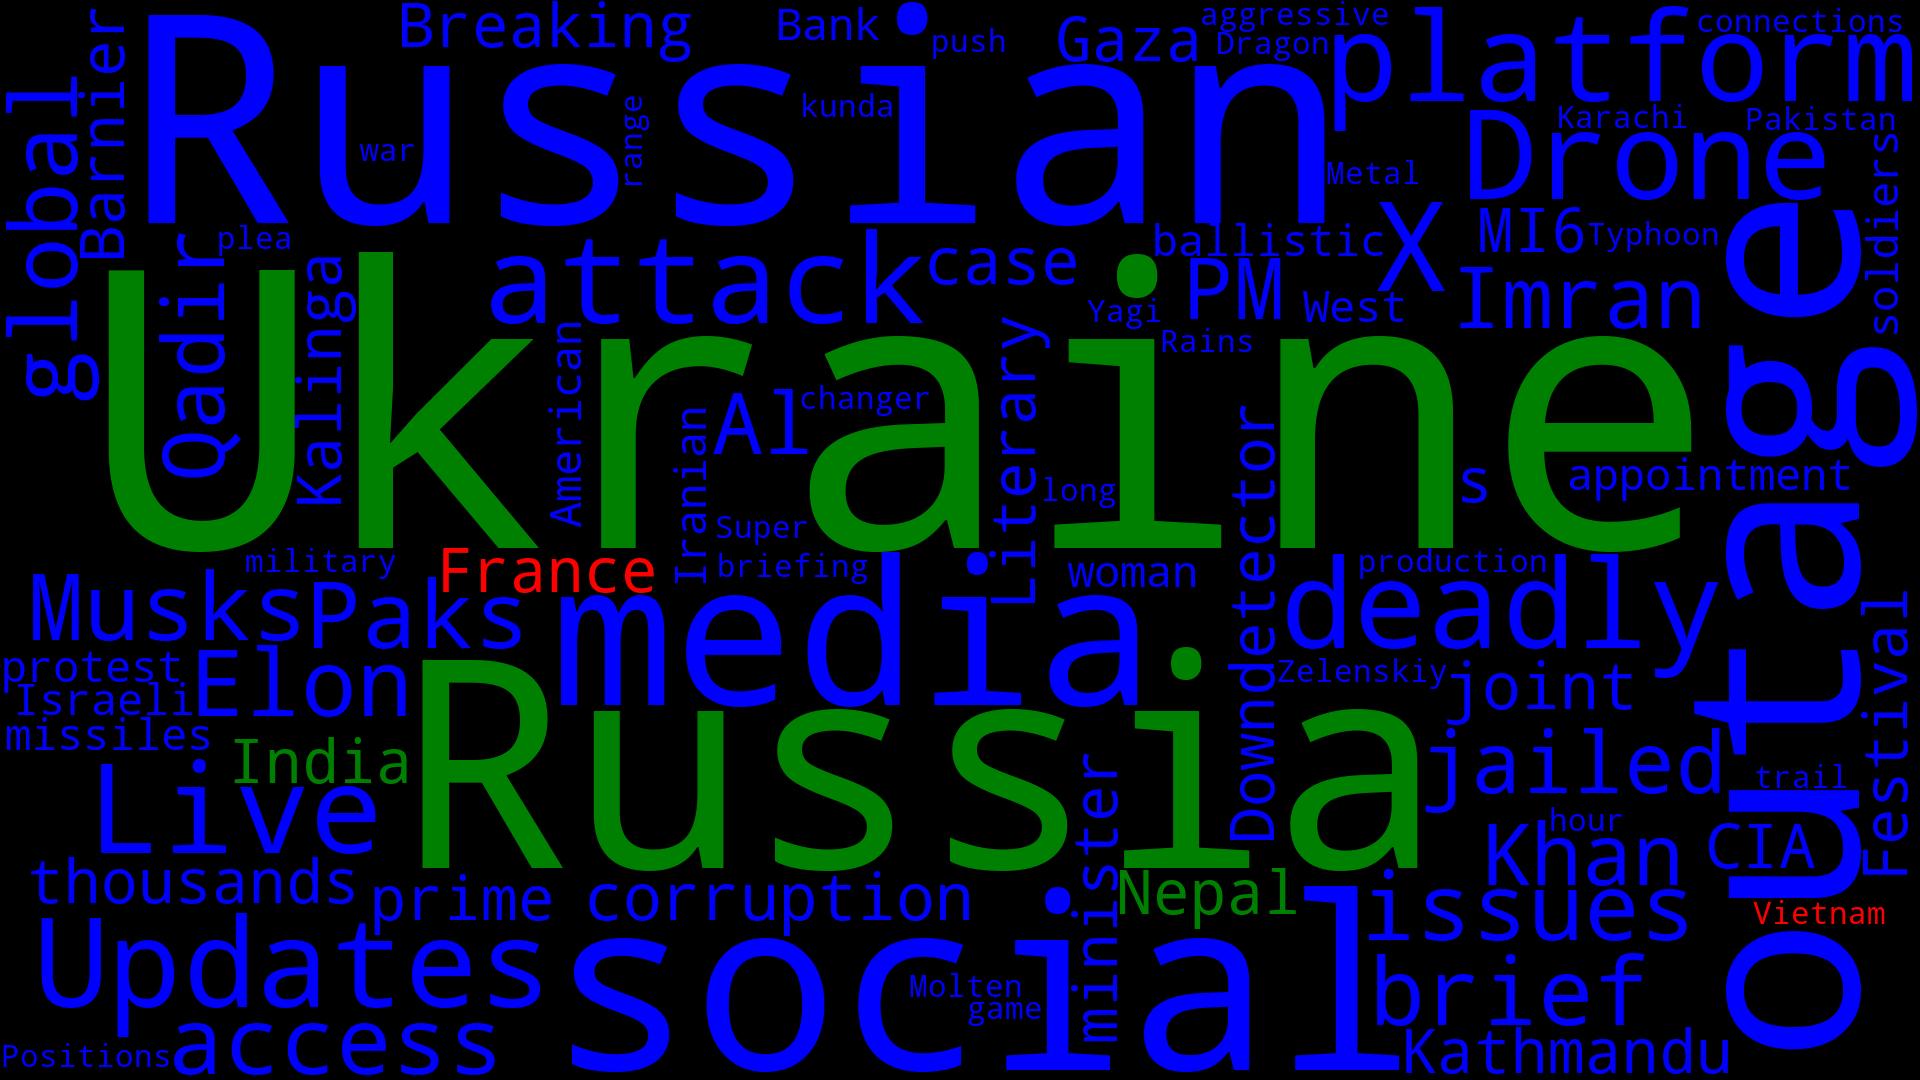 Breaking
Bank
push
Gaza
aggressive
Dragon
platform
connections
Barnier
global
Russian
war
range
kunda
Metal
Drone
Karachi
Pakistan
soldiers
plea
Qadir
Kalinga
attack
case
ballistic
PM
West
X
MI6
Typhoon
Imran
outage
Yagi
Rains
Ukraine
American
Iranian
Al
changer
Literary
long
Super
briefing
Downdetector
s
appointment
military
France
woman
production
Musks
Paks
media
deadly
protest
Israeli
missiles
Elon
Zelenskiy
joint
Festival
India
Russia
Live
minister
jailed
trail
hour
Khan
CIA
thousands
prime
corruption
Nepal
issues
Vietnam
Updates
social
Molten
game
brief
Positions
access
Kathmandu